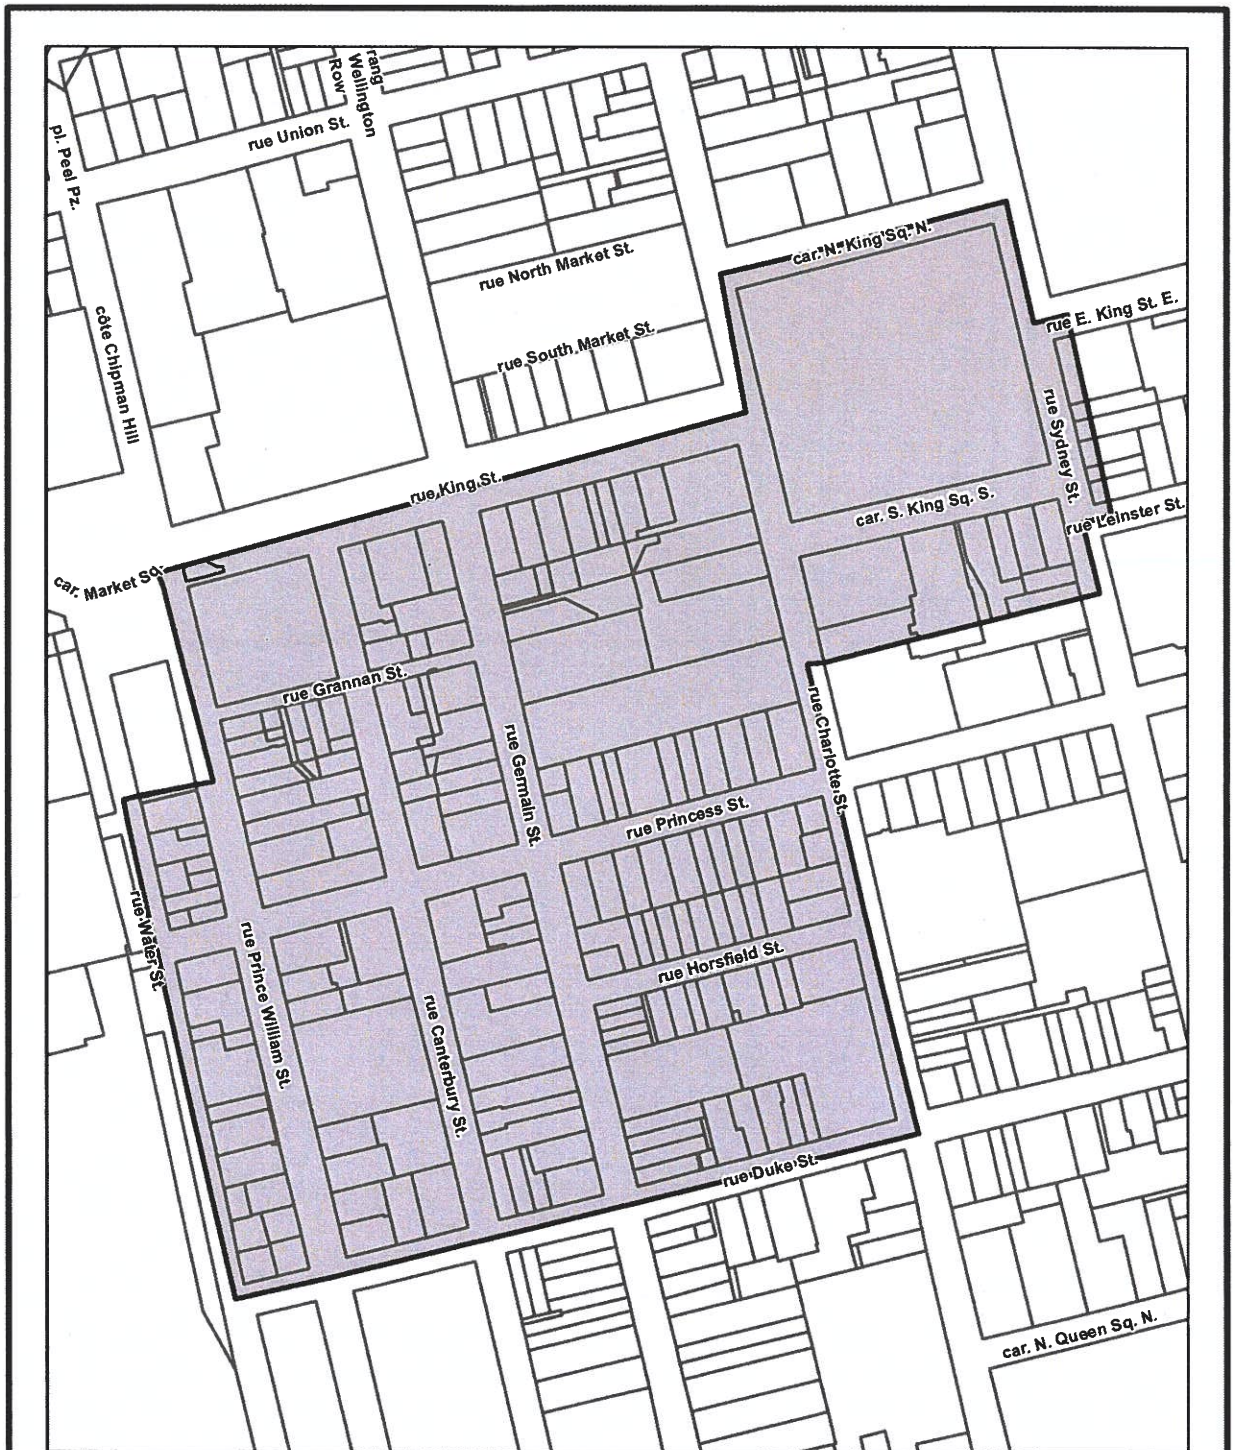 rang
Wellington
Row
rue Union St.
pl. Peel Pz.
car. N. King Sq. N.
rue North Market St.
rue E. King St. E.
côte Chipman Hill
rue South Market St.
rue Sydney St.
rue King St.
car. S. King Sq. S.
rue Leinster St.
car. Market Sq.
rue Grannan St.
rue Charlotte St.
rue Germain St.
rue Princess St.
rue Water St.
rue Prince William St.
rue Horsfield St.
rue Canterbury St.
rue Duke St.
car. N. Queen Sq. N.